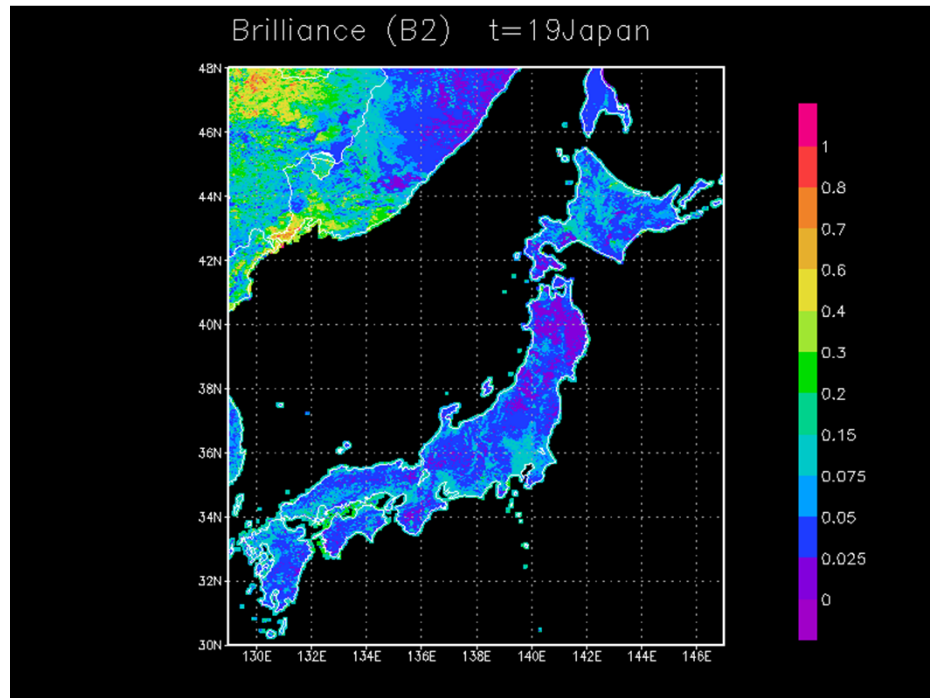 Brilliance (B2) t=19Japan
48N
46N
44N
42N
40N
38N
36N
34N
32N
30N
130E 132E 134E 136E 138E 140E 142E 144E 146E
1
0.8
0.7
0.6
0.4
0.3
0.2
0.15
0.075
0.05
0.025
0